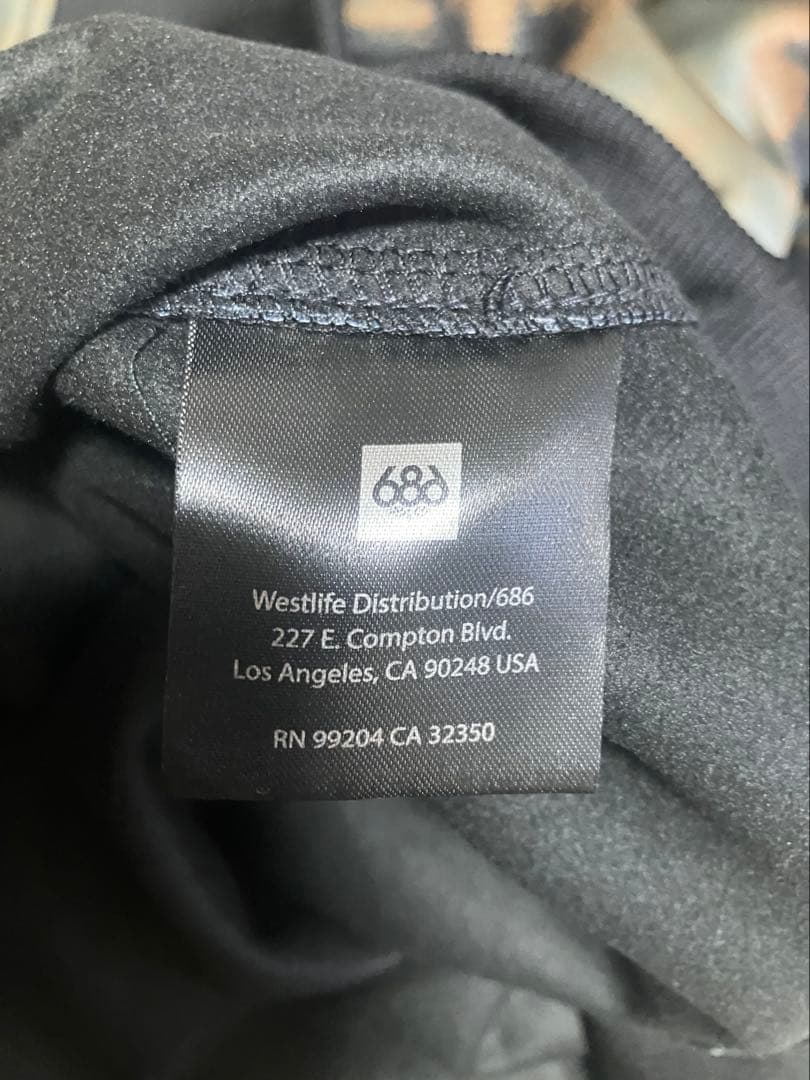 686
Westlife Distribution/686
227 E. Compton Blvd.
Los Angeles, CA 90248 USA
RN 99204 CA 32350